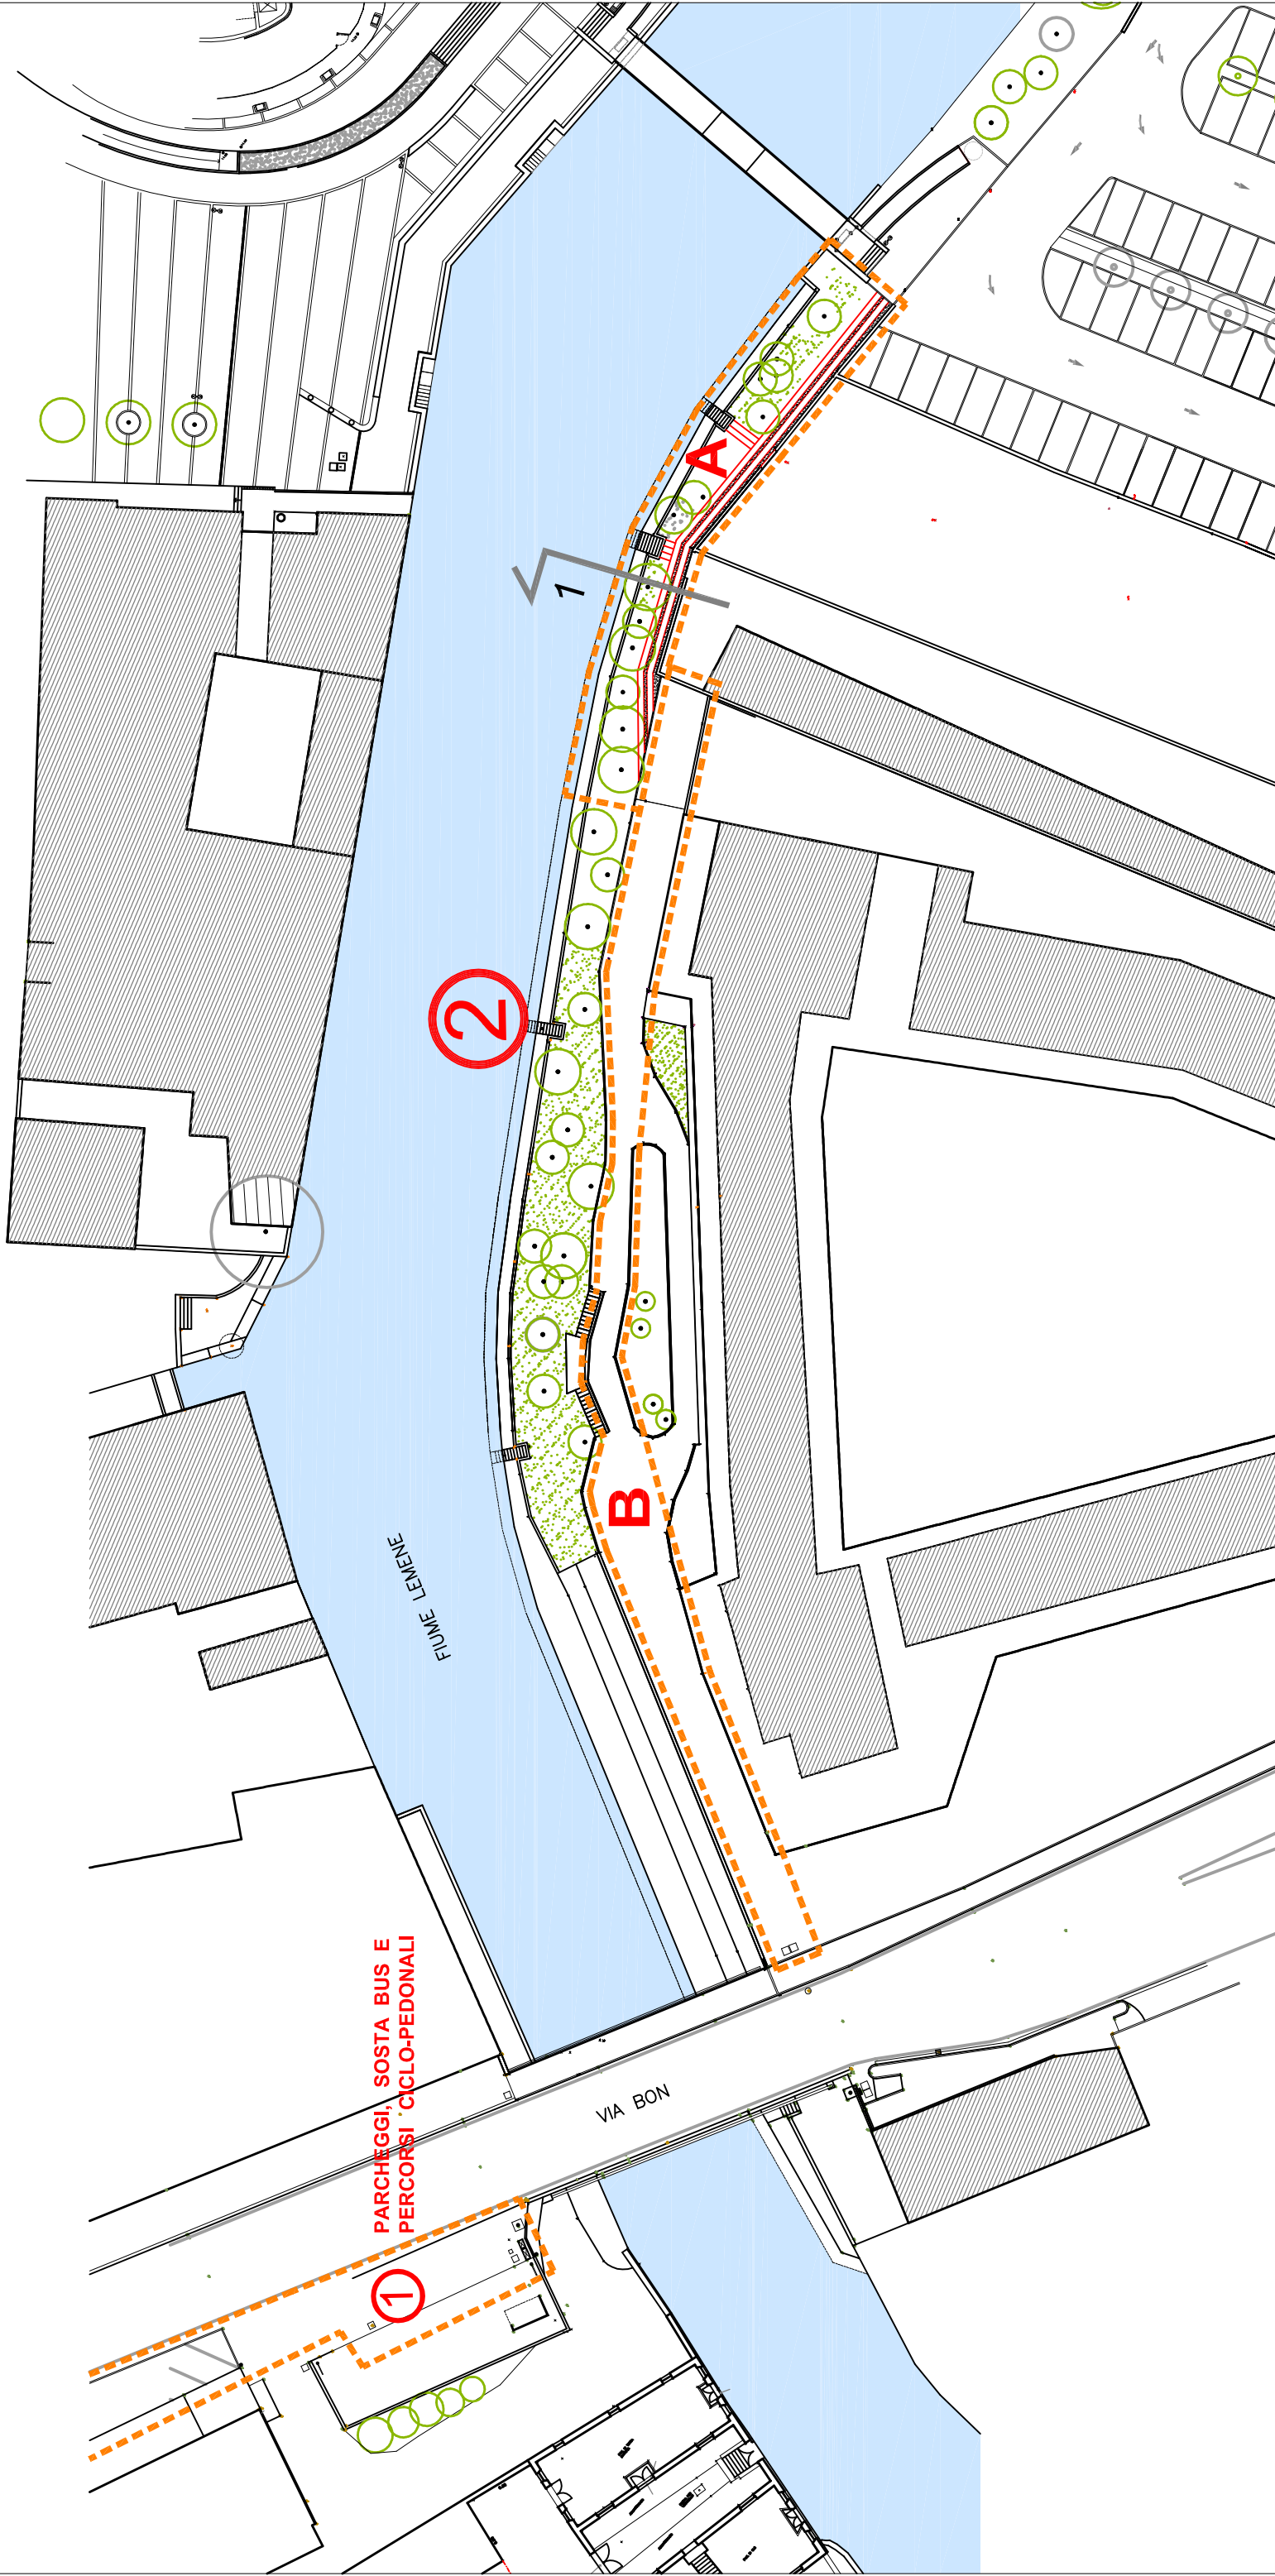 A
1
2
B
FIUME LEMENE
PARCHEGGI, SOSTA BUS E
PERCORSI CICLO-PEDONALI
1
VIA BON